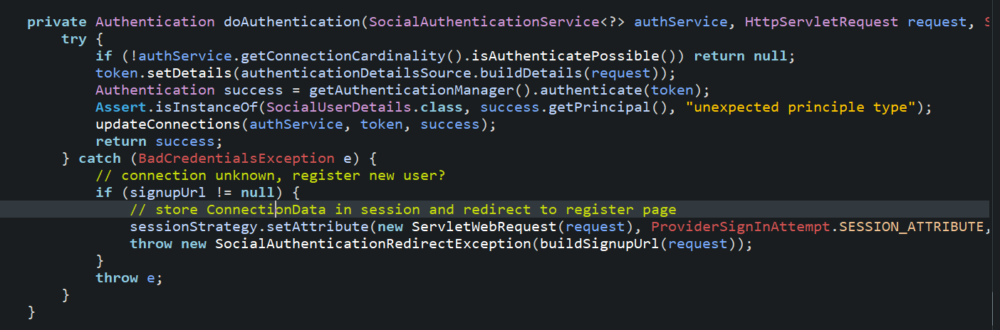 private Authentication doAuthentication(SocialAuthenticationService<?> authService, HttpServletRequest request, S
try {
if (!authService.getConnectionCardinality().isAuthenticatePossible()) return null;
token.setDetails(authenticationDetailsSource.buildDetails(request));
Authentication success = getAuthenticationManager().authenticate(token);
Assert.isInstanceOf(SocialUserDetails.class, success.getPrincipal(), "unexpected principle type");
updateConnections(authService, token, success);
return success;
} catch (BadCredentialsException e) {
// connection unknown, register new user?
if (signupUrl != null) {
// store ConnectionData in session and redirect to register page
sessionStrategy.setAttribute(new ServletWebRequest(request), ProviderSignInAttempt.SESSION_ATTRIBUTE,
throw new SocialAuthenticationRedirectException(buildSignupUrl(request));
}
throw e;
}
}